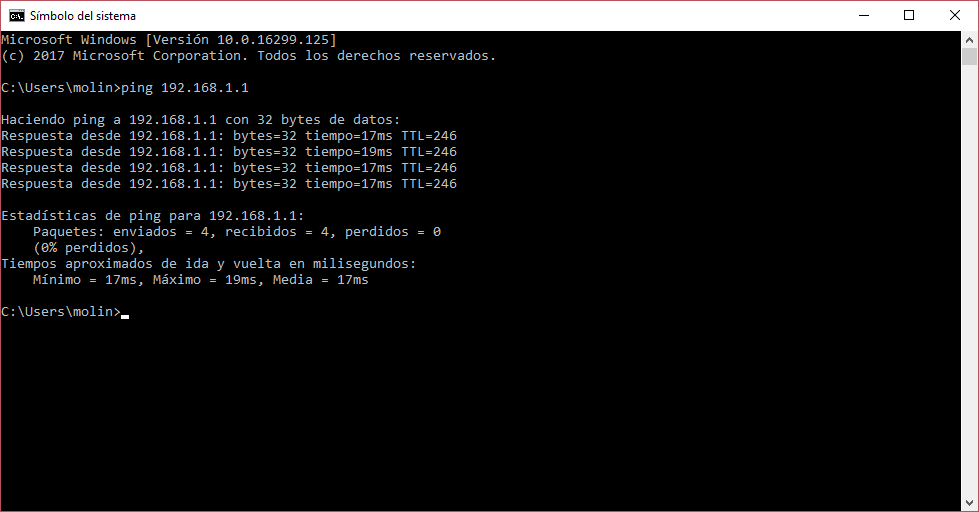 Símbolo del sistema
Microsoft Windows [Versión 10.0.16299.125]
(c) 2017 Microsoft Corporation. Todos los derechos reservados.
C:\Users\molin>ping 192.168.1.1
Haciendo ping a 192.168.1.1 con 32 bytes de datos:
Respuesta desde 192.168.1.1: bytes=32 tiempo=17ms TTL=246
Respuesta desde 192.168.1.1: bytes=32 tiempo=19ms TTL=246
Respuesta desde 192.168.1.1: bytes=32 tiempo=17ms TTL=246
Respuesta desde 192.168.1.1: bytes=32 tiempo=17ms TTL=246
Estadísticas de ping para 192.168.1.1:
    Paquetes: enviados = 4, recibidos = 4, perdidos = 0
    (0% perdidos),
Tiempos aproximados de ida y vuelta en milisegundos:
    Mínimo = 17ms, Máximo = 19ms, Media = 17ms
C:\Users\molin>